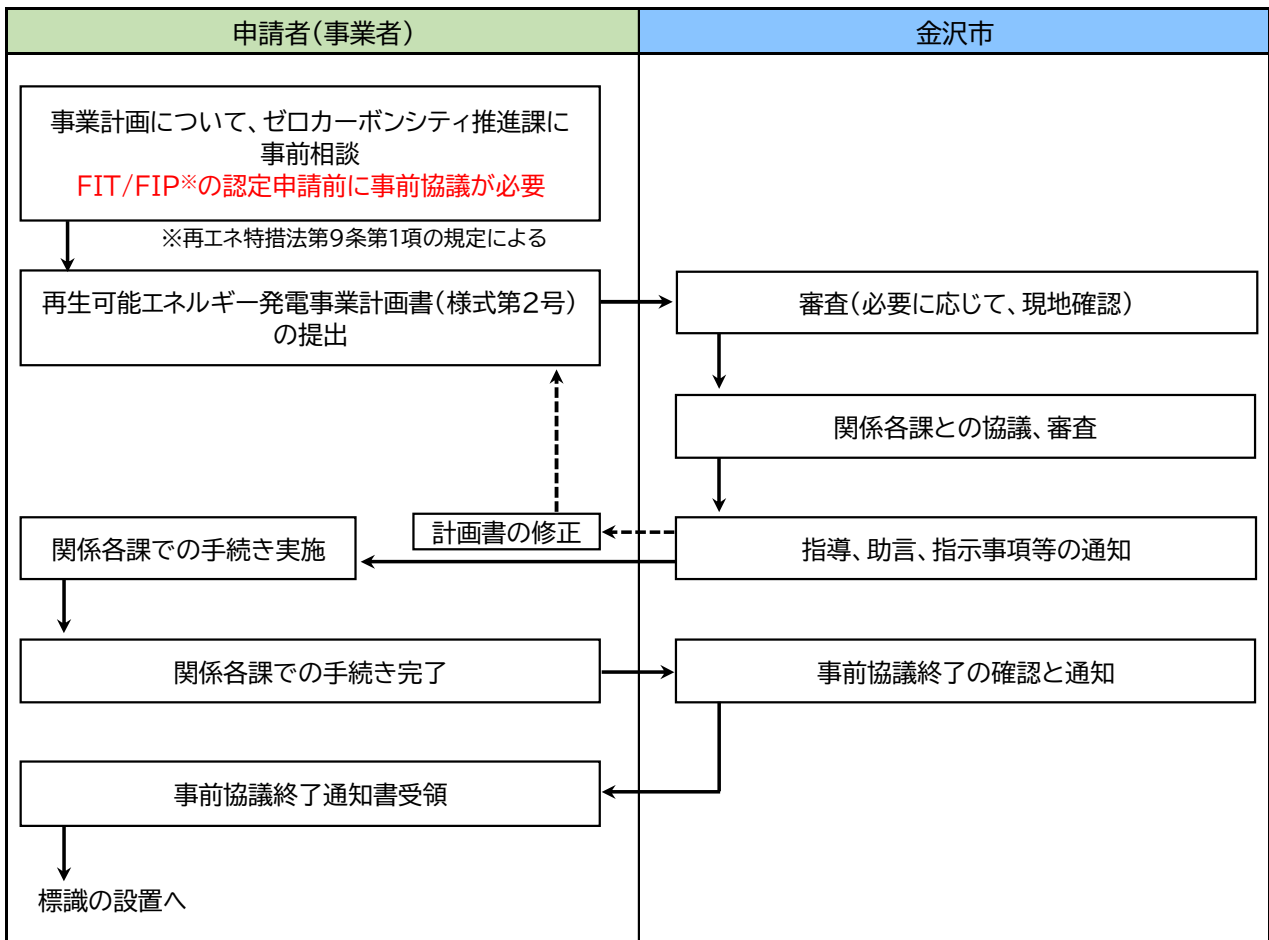 申請者(事業者)
金沢市
事業計画について、ゼロカーボンシティ推進課に
事前相談
FIT/FIP※の認定申請前に事前協議が必要
※再エネ特措法第9条第1項の規定による
再生可能エネルギー発電事業計画書(様式第2号)
の提出
審査(必要に応じて、現地確認)
関係各課との協議、審査
指導、助言、指示事項等の通知
計画書の修正
関係各課での手続き実施
関係各課での手続き完了
事前協議終了の確認と通知
事前協議終了通知書受領
標識の設置へ